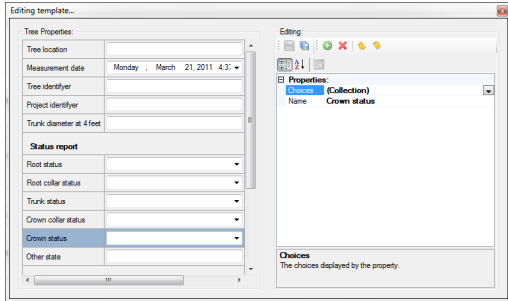 Editing template...
Tree Properties:
Tree location
Measurement date Monday , March 21, 2011 4:3
Tree identifyer
Project identifyer
Trunk diameter at 4 feet
Status report
Root status
Root collar status
Trunk status
Crown collar status
Crown status
Other state
Editing:
Properties:
Choices (Collection)
Name Crown status
Choices
The choices displayed by the property.